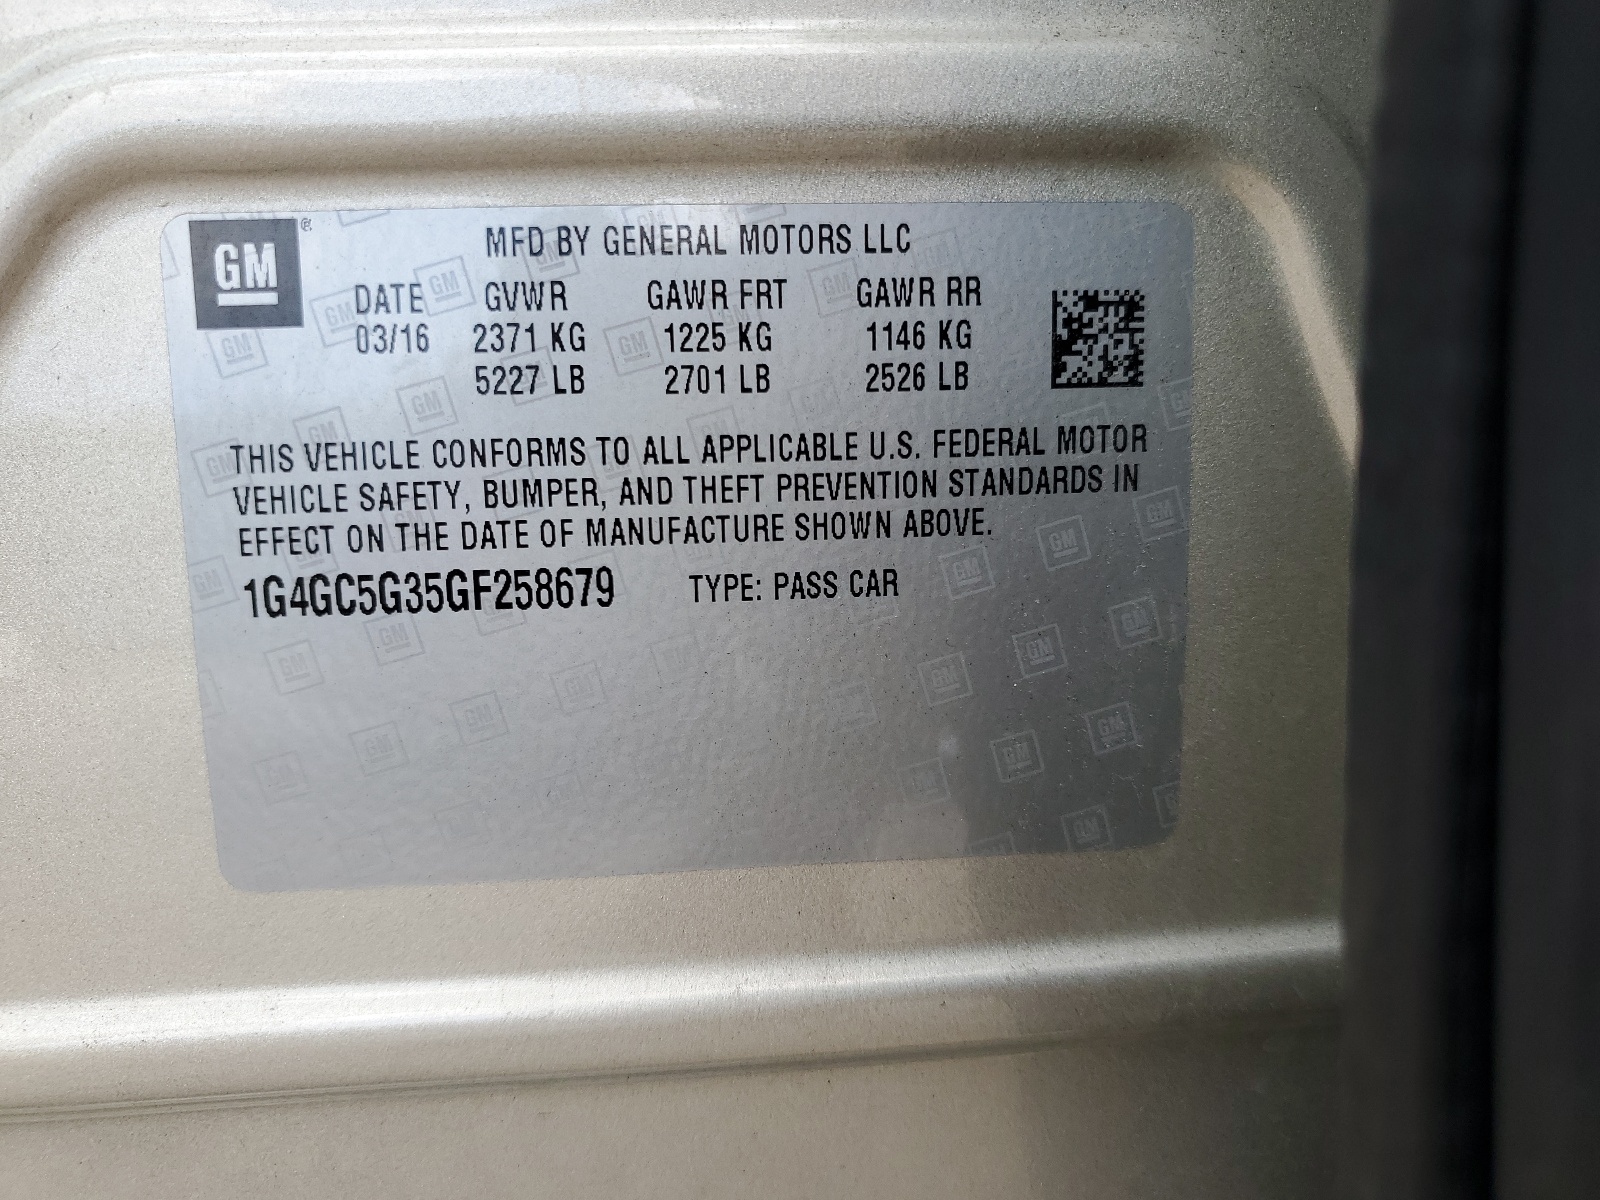 GM ®
MFD BY GENERAL MOTORS LLC
DATE GVWR GAWR FRT GAWR RR
03/16 2371 KG 1225 KG 1146 KG
5227 LB 2701 LB 2526 LB
THIS VEHICLE CONFORMS TO ALL APPLICABLE U.S. FEDERAL MOTOR
VEHICLE SAFETY, BUMPER, AND THEFT PREVENTION STANDARDS IN
EFFECT ON THE DATE OF MANUFACTURE SHOWN ABOVE.
1G4GC5G35GF258679 TYPE: PASS CAR